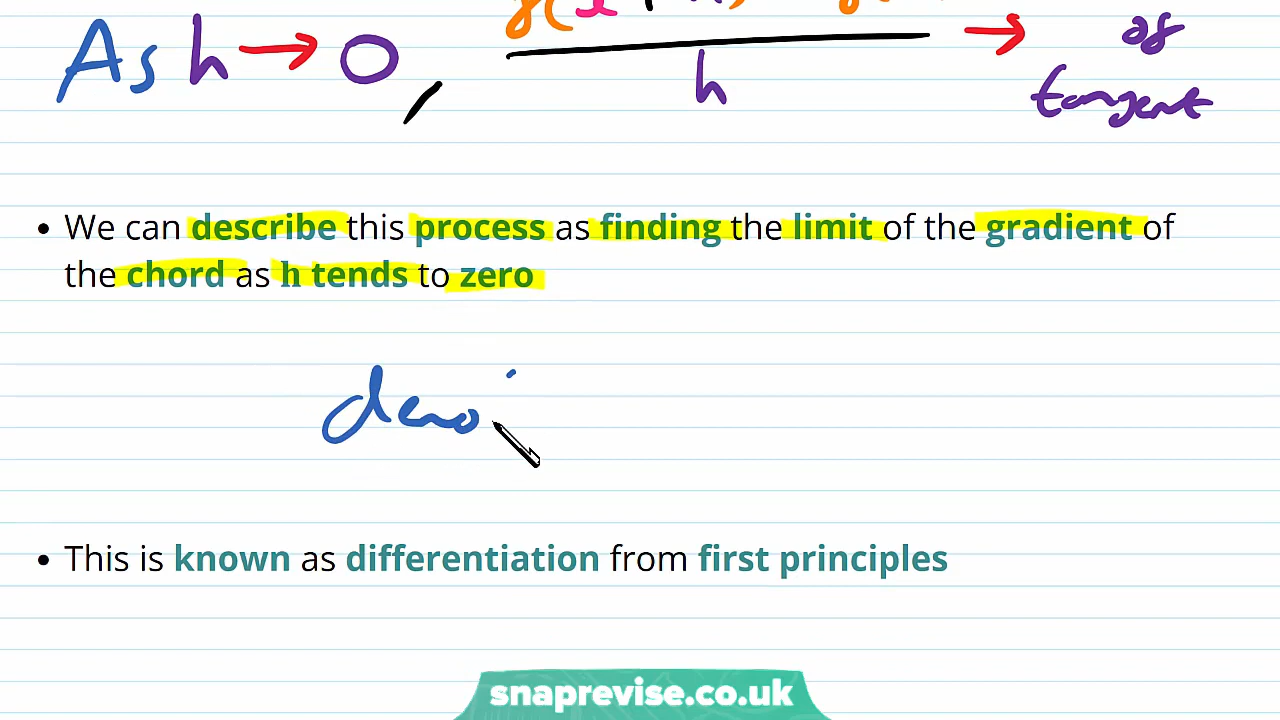 As h → 0, h → of
tangent
• We can describe this process as finding the limit of the gradient of
the chord as h tends to zero
• This is known as differentiation from first principles
snaprevise.co.uk